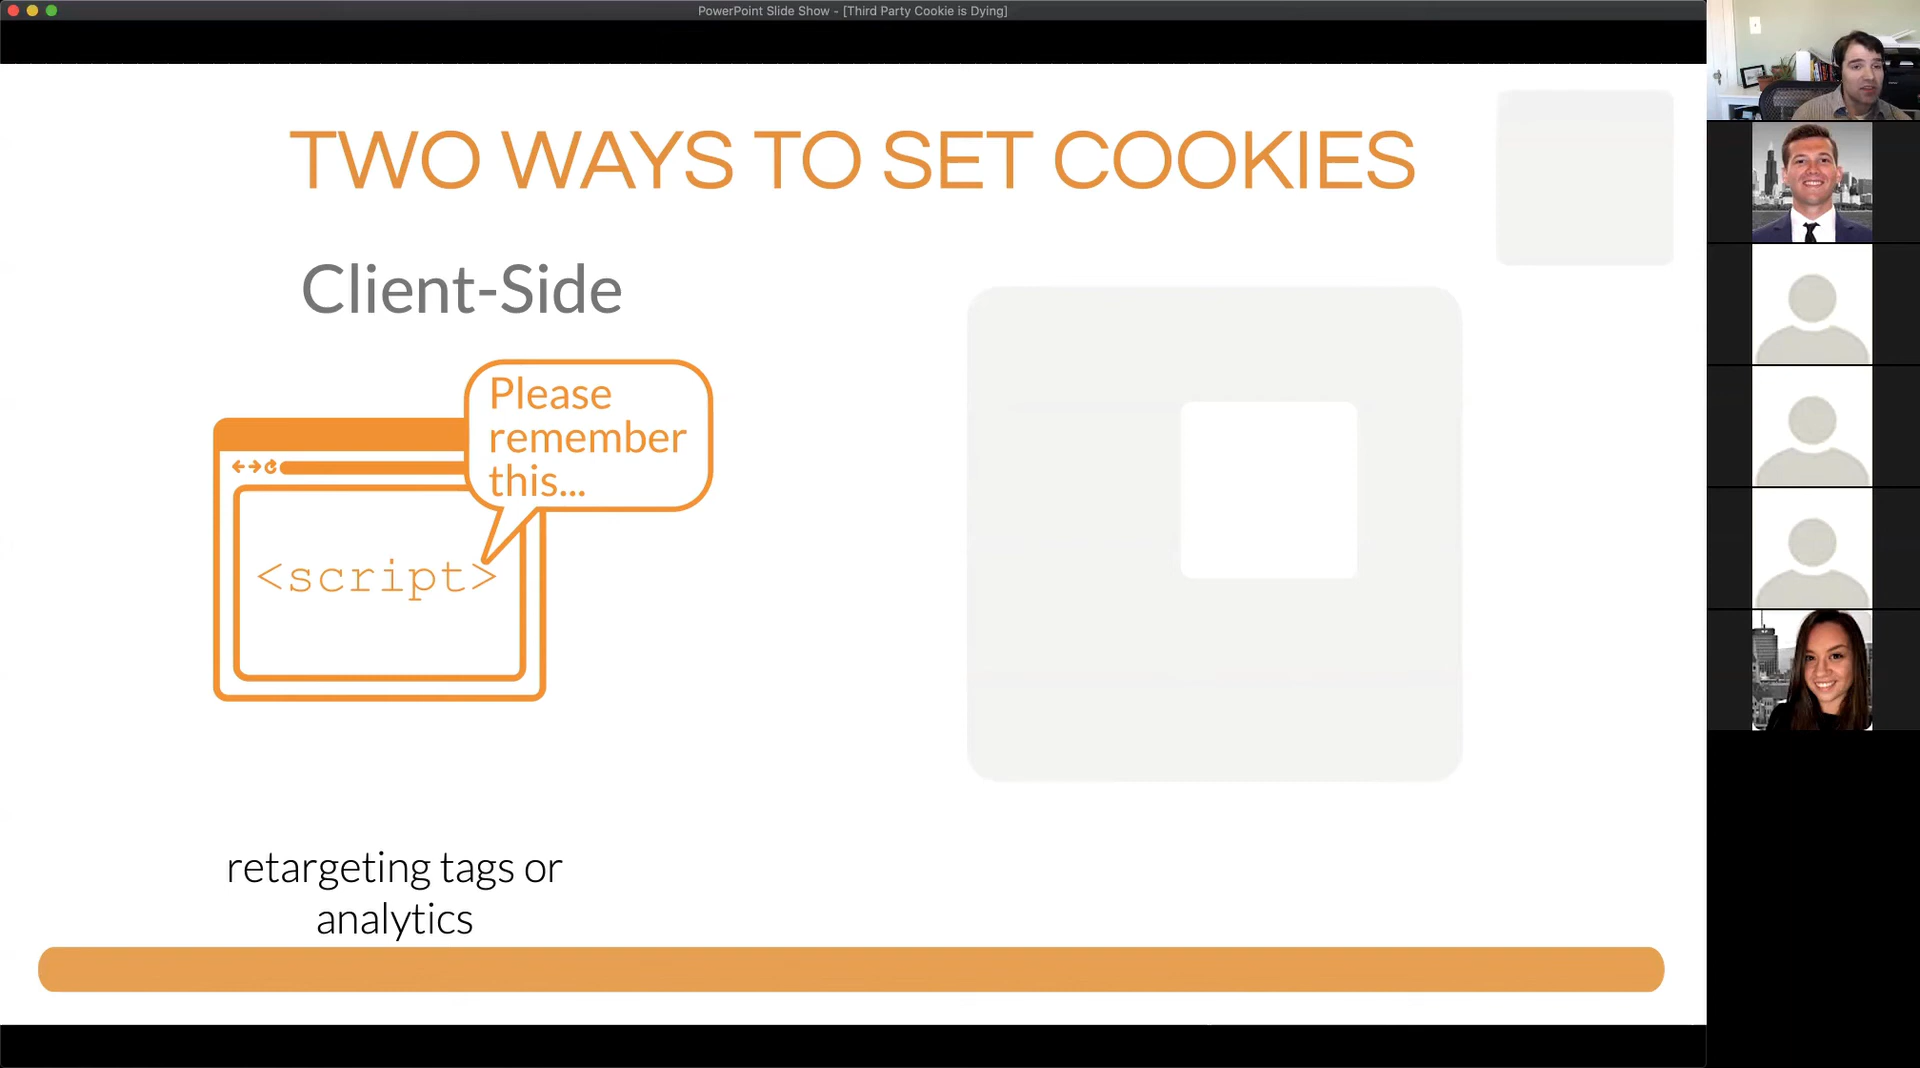 PowerPoint Slide Show - [Third Party Cookie is Dying]
TWO WAYS TO SET COOKIES
Client-Side
Please
remember
this...
<script>
retargeting tags or
analytics